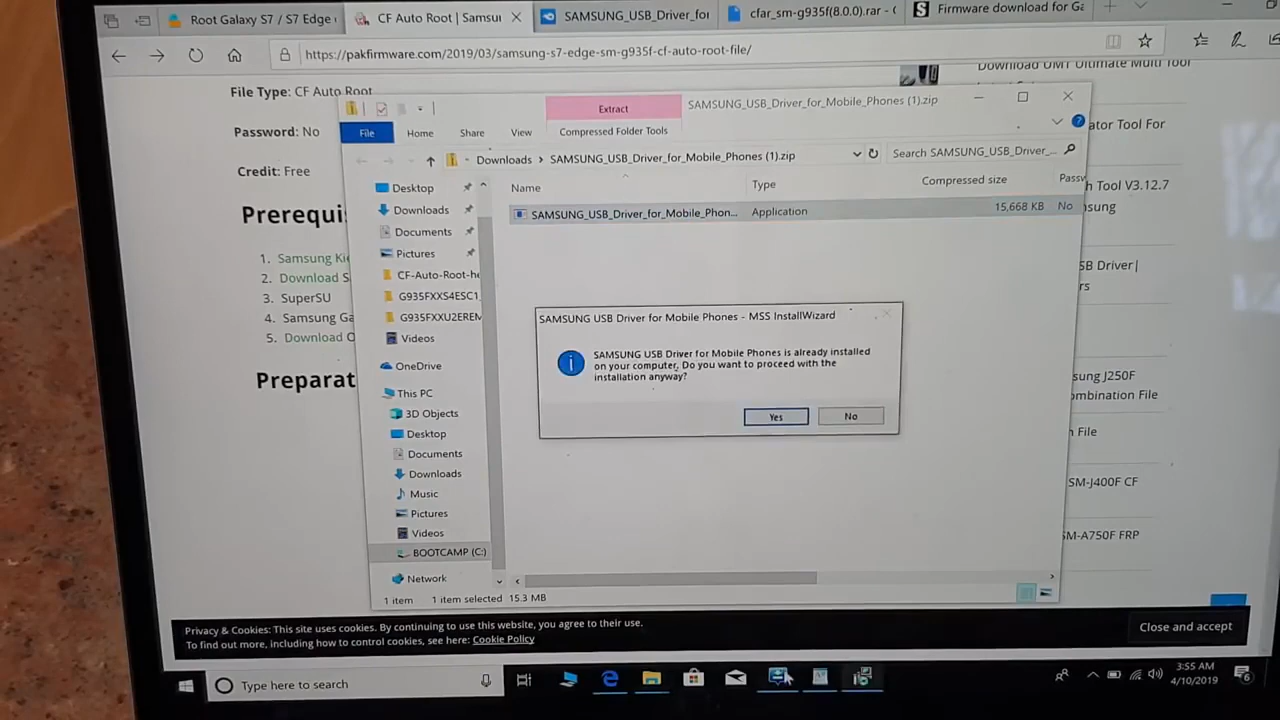 Root Galaxy S7 / S7 Edge
CF Auto Root | Samsu
SAMSUNG_USB_Driver_for
cfar_sm-g935f(8.0.0).rar - G
Firmware download for Ga
https://pakfirmware.com/2019/03/samsung-s7-edge-sm-g935f-cf-auto-root-file/
File Type: CF Auto Root
Password: No
Credit: Free
Prerequi
1. Samsung Ki
2. Download S
3. SuperSU
4. Samsung Ga
5. Download O
Preparat
Extract
SAMSUNG_USB_Driver_for_Mobile_Phones (1).zip
File
Home
Share
View
Compressed Folder Tools
Downloads
SAMSUNG_USB_Driver_for_Mobile_Phones (1).zip
Search SAMSUNG_USB_Driver_...
Desktop
Downloads
Documents
Pictures
CF-Auto-Root-he
G935FXXS4ESC1_
G935FXXU2EREM
Videos
OneDrive
This PC
3D Objects
Desktop
Documents
Downloads
Music
Pictures
Videos
BOOTCAMP (C:)
Network
Name
Type
Compressed size
Passw
SAMSUNG_USB_Driver_for_Mobile_Phon...
Application
15,668 KB
No
SAMSUNG USB Driver for Mobile Phones - MSS InstallWizard
SAMSUNG USB Driver for Mobile Phones is already installed
on your computer, Do you want to proceed with the
installation anyway?
Yes
No
1 item
1 item selected 15.3 MB
Download UMT Ultimate Multi Tool
ator Tool For
h Tool V3.12.7
sung
SB Driver|
rs
sung J250F
ombination File
n File
SM-J400F CF
SM-A750F FRP
Privacy & Cookies: This site uses cookies. By continuing to use this website, you agree to their use.
To find out more, including how to control cookies, see here: Cookie Policy
Close and accept
Type here to search
3:55 AM
4/10/2019
6